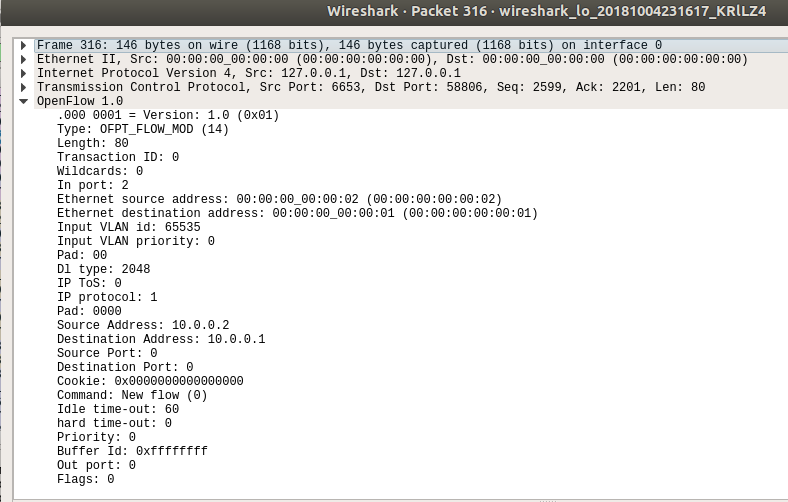 Wireshark · Packet 316 · wireshark_lo_20181004231617_KRlLZ4
Frame 316: 146 bytes on wire (1168 bits), 146 bytes captured (1168 bits) on interface 0
Ethernet II, Src: 00:00:00_00:00:00 (00:00:00:00:00:00), Dst: 00:00:00_00:00:00 (00:00:00:00:00:00)
Internet Protocol Version 4, Src: 127.0.0.1, Dst: 127.0.0.1
Transmission Control Protocol, Src Port: 6653, Dst Port: 58806, Seq: 2599, Ack: 2201, Len: 80
OpenFlow 1.0
.000 0001 = Version: 1.0 (0x01)
Type: OFPT_FLOW_MOD (14)
Length: 80
Transaction ID: 0
Wildcards: 0
In port: 2
Ethernet source address: 00:00:00_00:00:02 (00:00:00:00:00:02)
Ethernet destination address: 00:00:00_00:00:01 (00:00:00:00:00:01)
Input VLAN id: 65535
Input VLAN priority: 0
Pad: 00
Dl type: 2048
IP ToS: 0
IP protocol: 1
Pad: 0000
Source Address: 10.0.0.2
Destination Address: 10.0.0.1
Source Port: 0
Destination Port: 0
Cookie: 0x0000000000000000
Command: New flow (0)
Idle time-out: 60
hard time-out: 0
Priority: 0
Buffer Id: 0xffffffff
Out port: 0
Flags: 0